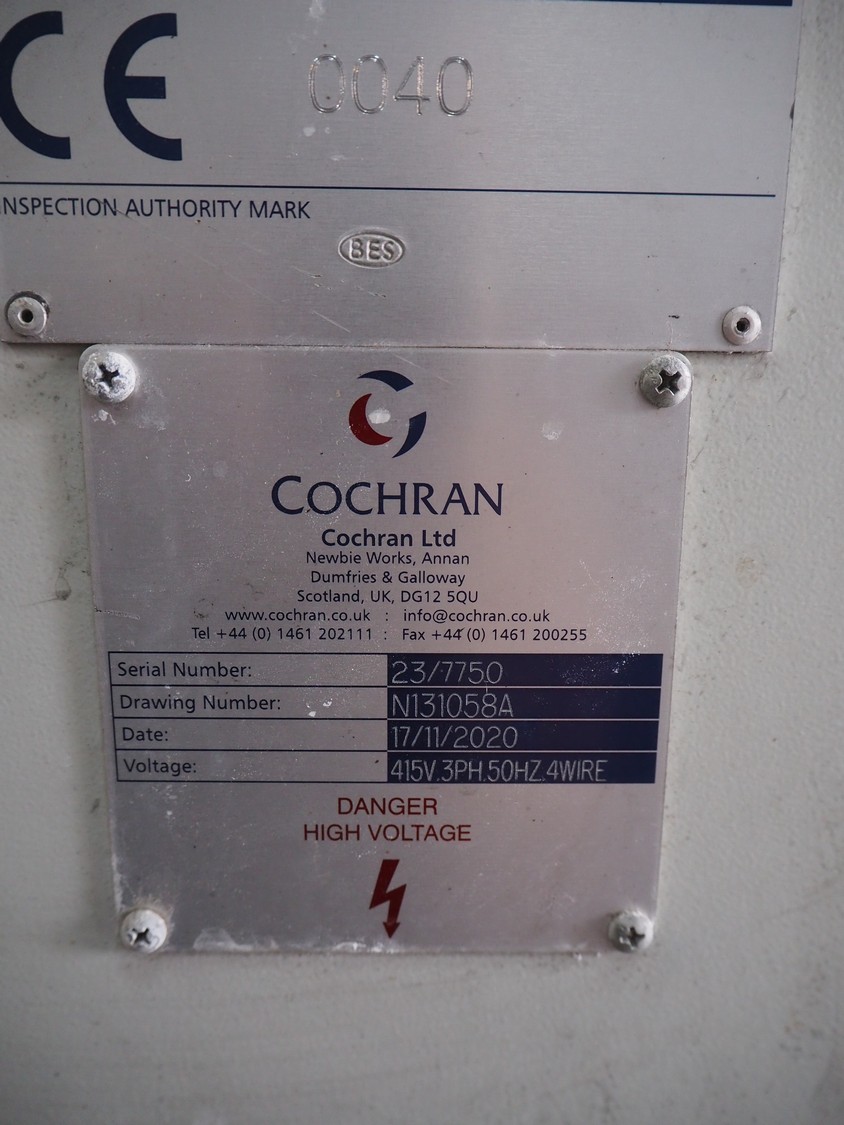 CE 0040
INSPECTION AUTHORITY MARK
BES
COCHRAN
Cochran Ltd
Newbie Works, Annan
Dumfries & Galloway
Scotland, UK, DG12 5QU
www.cochran.co.uk : info@cochran.co.uk
Tel +44 (0) 1461 202111 : Fax +44 (0) 1461 200255
Serial Number: 23/7750
Drawing Number: N131058A
Date: 17/11/2020
Voltage: 415V.3PH.50HZ.4WIRE
DANGER
HIGH VOLTAGE